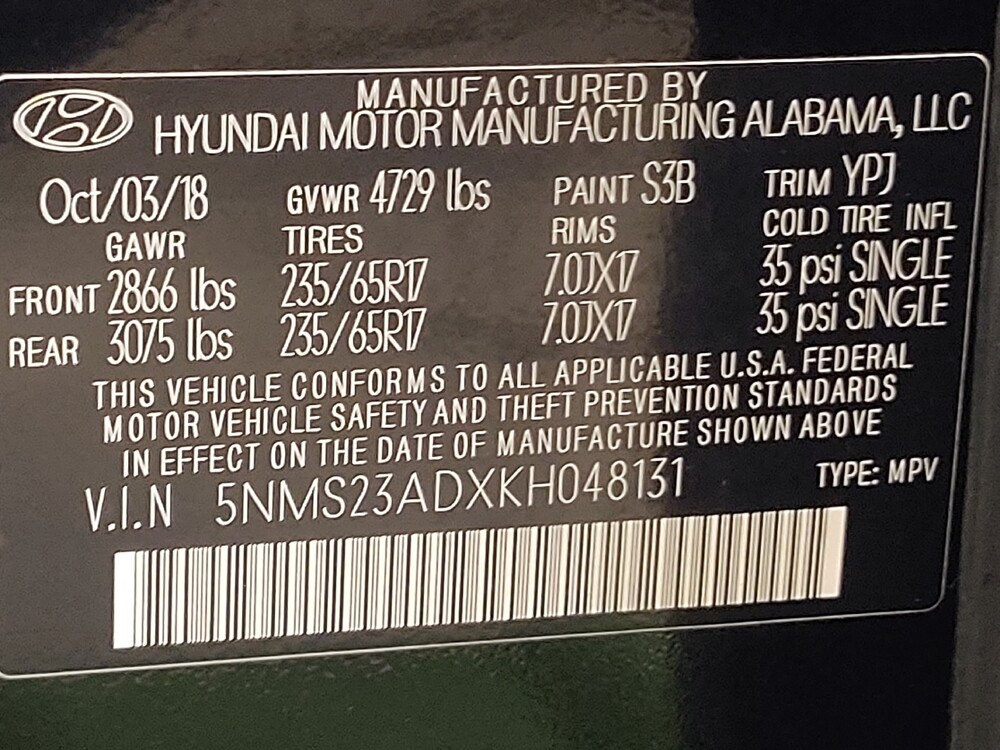 MANUFACTURED BY
HYUNDAI MOTOR MANUFACTURING ALABAMA, LLC
Oct/03/18 GVWR 4729 lbs PAINT S3B TRIM YPJ
GAWR TIRES RIMS COLD TIRE INFL
FRONT 2866 lbs 235/65R17 7.0JX17 35 psi SINGLE
REAR 3075 lbs 235/65R17 7.0JX17 35 psi SINGLE
THIS VEHICLE CONFORMS TO ALL APPLICABLE U.S.A. FEDERAL
MOTOR VEHICLE SAFETY AND THEFT PREVENTION STANDARDS
IN EFFECT ON THE DATE OF MANUFACTURE SHOWN ABOVE
V.I.N 5NMS23ADXKH048131 TYPE: MPV